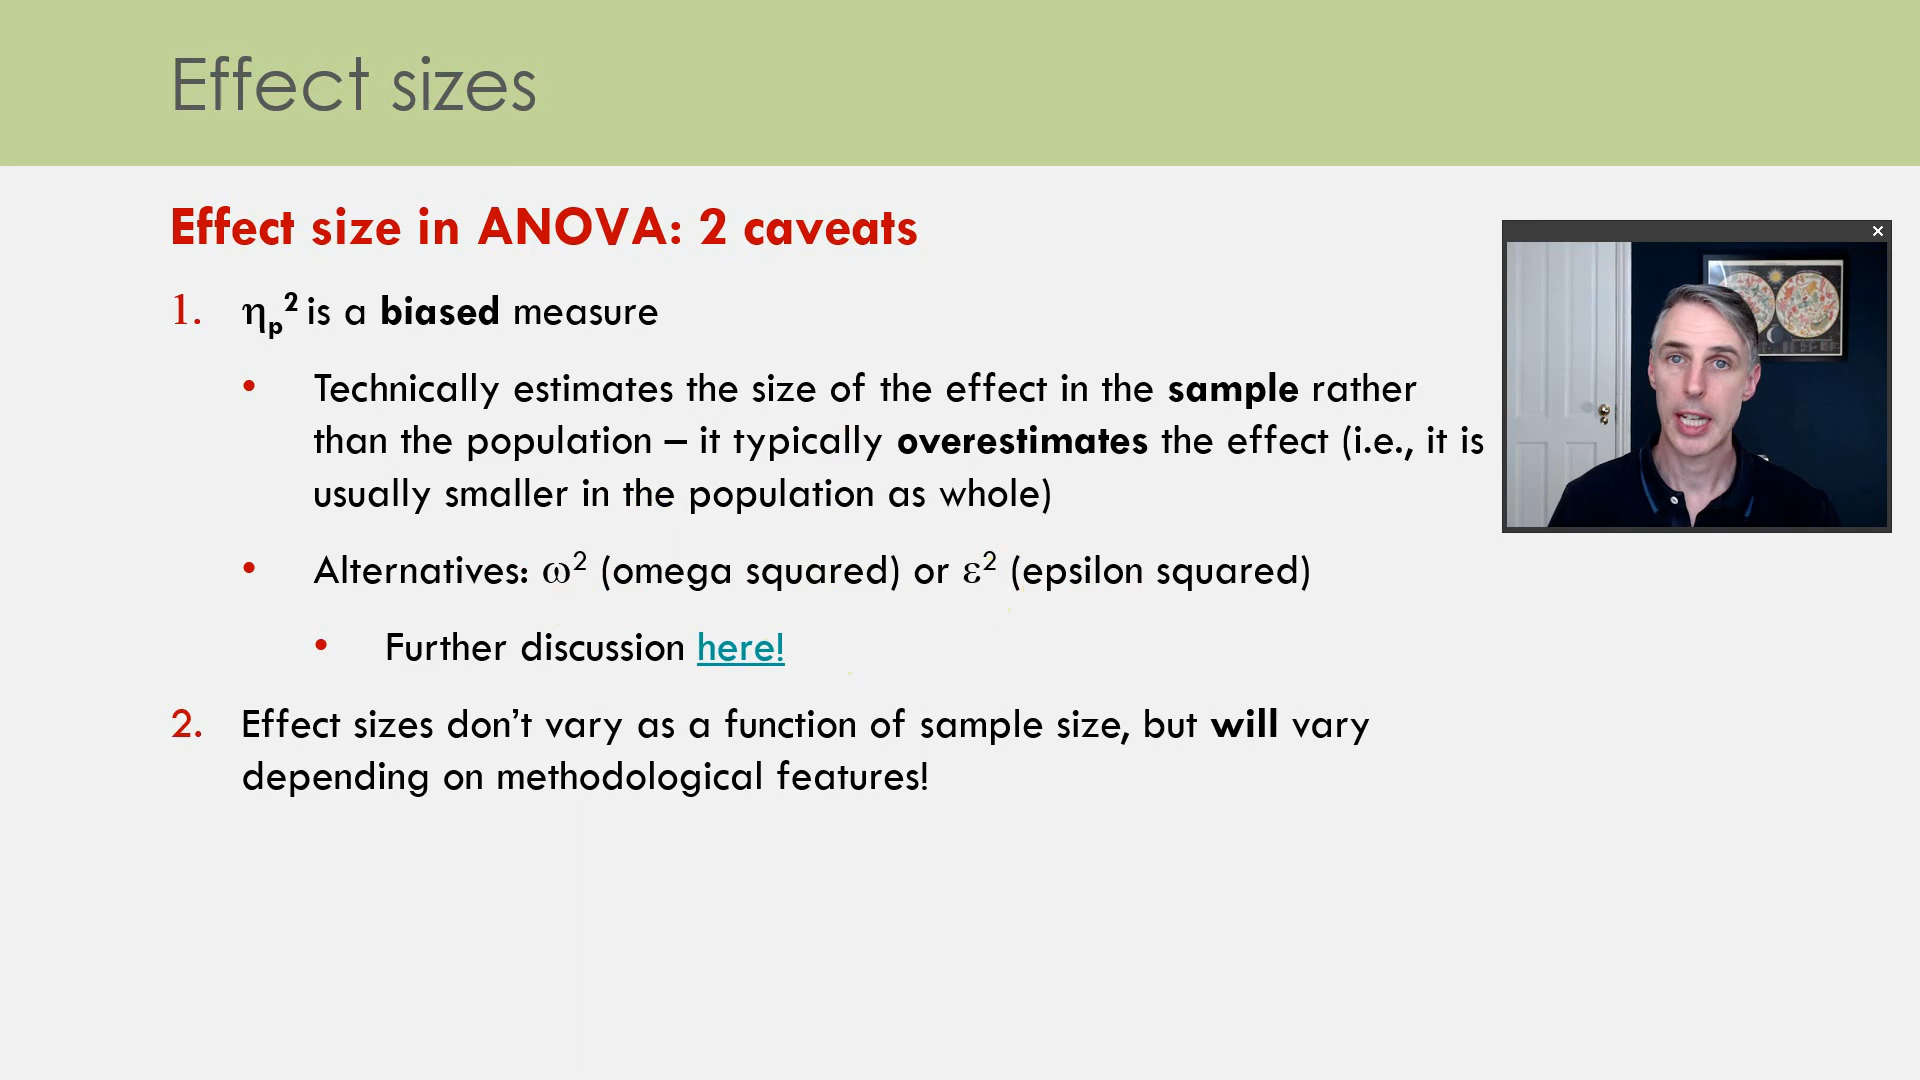 Effect sizes
Effect size in ANOVA: 2 caveats
1. ηp² is a biased measure
• Technically estimates the size of the effect in the sample rather
than the population – it typically overestimates the effect (i.e., it is
usually smaller in the population as whole)
• Alternatives: ω² (omega squared) or ε² (epsilon squared)
• Further discussion here!
2. Effect sizes don’t vary as a function of sample size, but will vary
depending on methodological features!